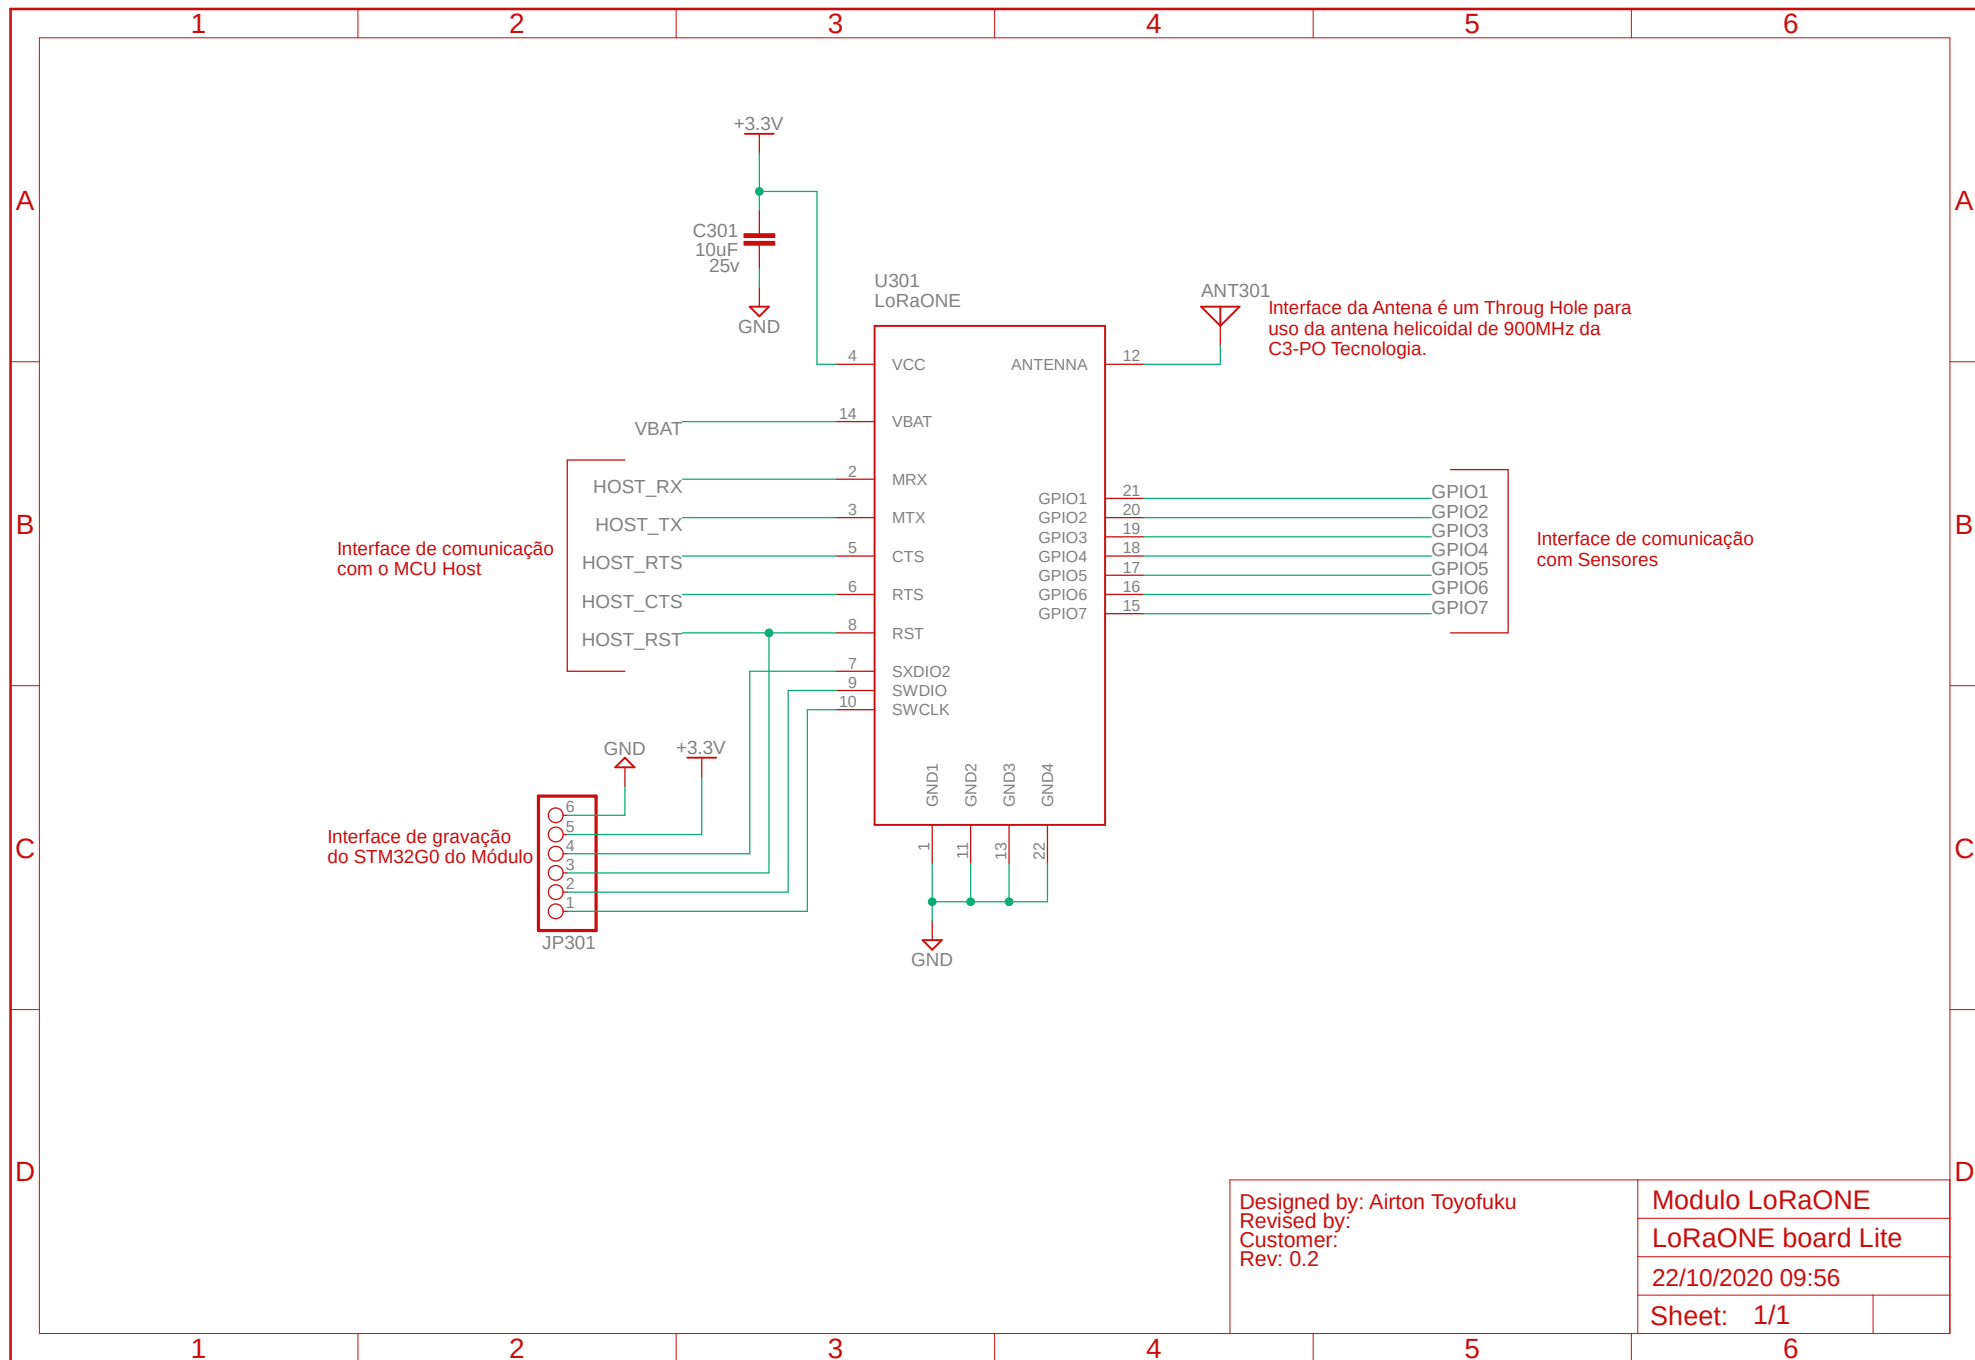 1 2 3 4 5 6
A A
B B
C C
D D
+3.3V
C301
10uF
25v
GND
U301
LoRaONE
ANT301
Interface da Antena é um Throug Hole para
uso da antena helicoidal de 900MHz da
C3-PO Tecnologia.
4 VCC
ANTENNA 12
VBAT 14 VBAT
HOST_RX 2 MRX
HOST_TX 3 MTX
HOST_RTS 5 CTS
HOST_CTS 6 RTS
HOST_RST 8 RST
7 SXDIO2
9 SWDIO
10 SWCLK
Interface de comunicação
com o MCU Host
GPIO1 21 GPIO1
GPIO2 20 GPIO2
GPIO3 19 GPIO3
GPIO4 18 GPIO4
GPIO5 17 GPIO5
GPIO6 16 GPIO6
GPIO7 15 GPIO7
Interface de comunicação
com Sensores
GND1 GND2 GND3 GND4
1 11 13 22
GND
GND +3.3V
6
5
4
3
2
1
JP301
Interface de gravação
do STM32G0 do Módulo
Designed by: Airton Toyofuku
Revised by:
Customer:
Rev: 0.2
Modulo LoRaONE
LoRaONE board Lite
22/10/2020 09:56
Sheet: 1/1
1 2 3 4 5 6